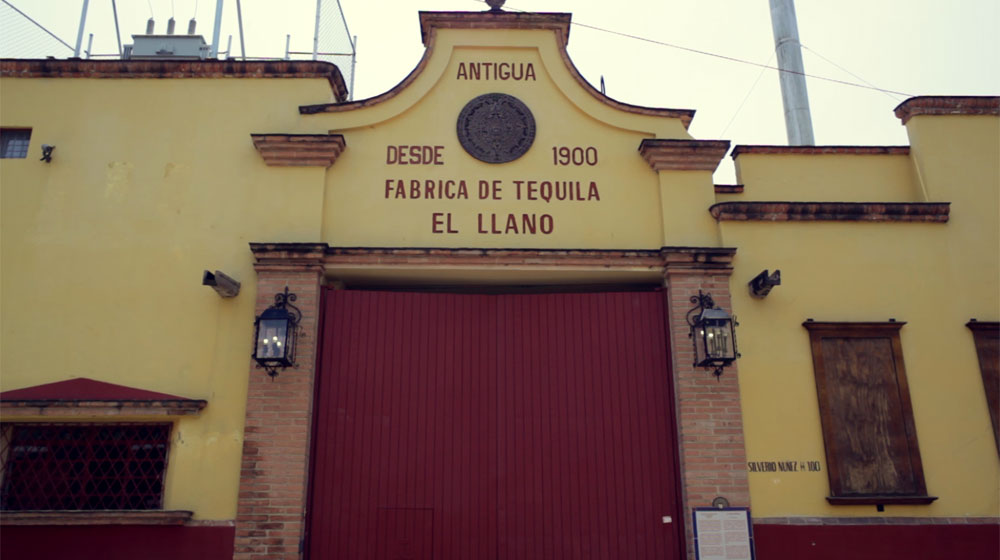 ANTIGUA
DESDE 1900
FABRICA DE TEQUILA
EL LLANO
SILVERIO NUÑEZ # 100